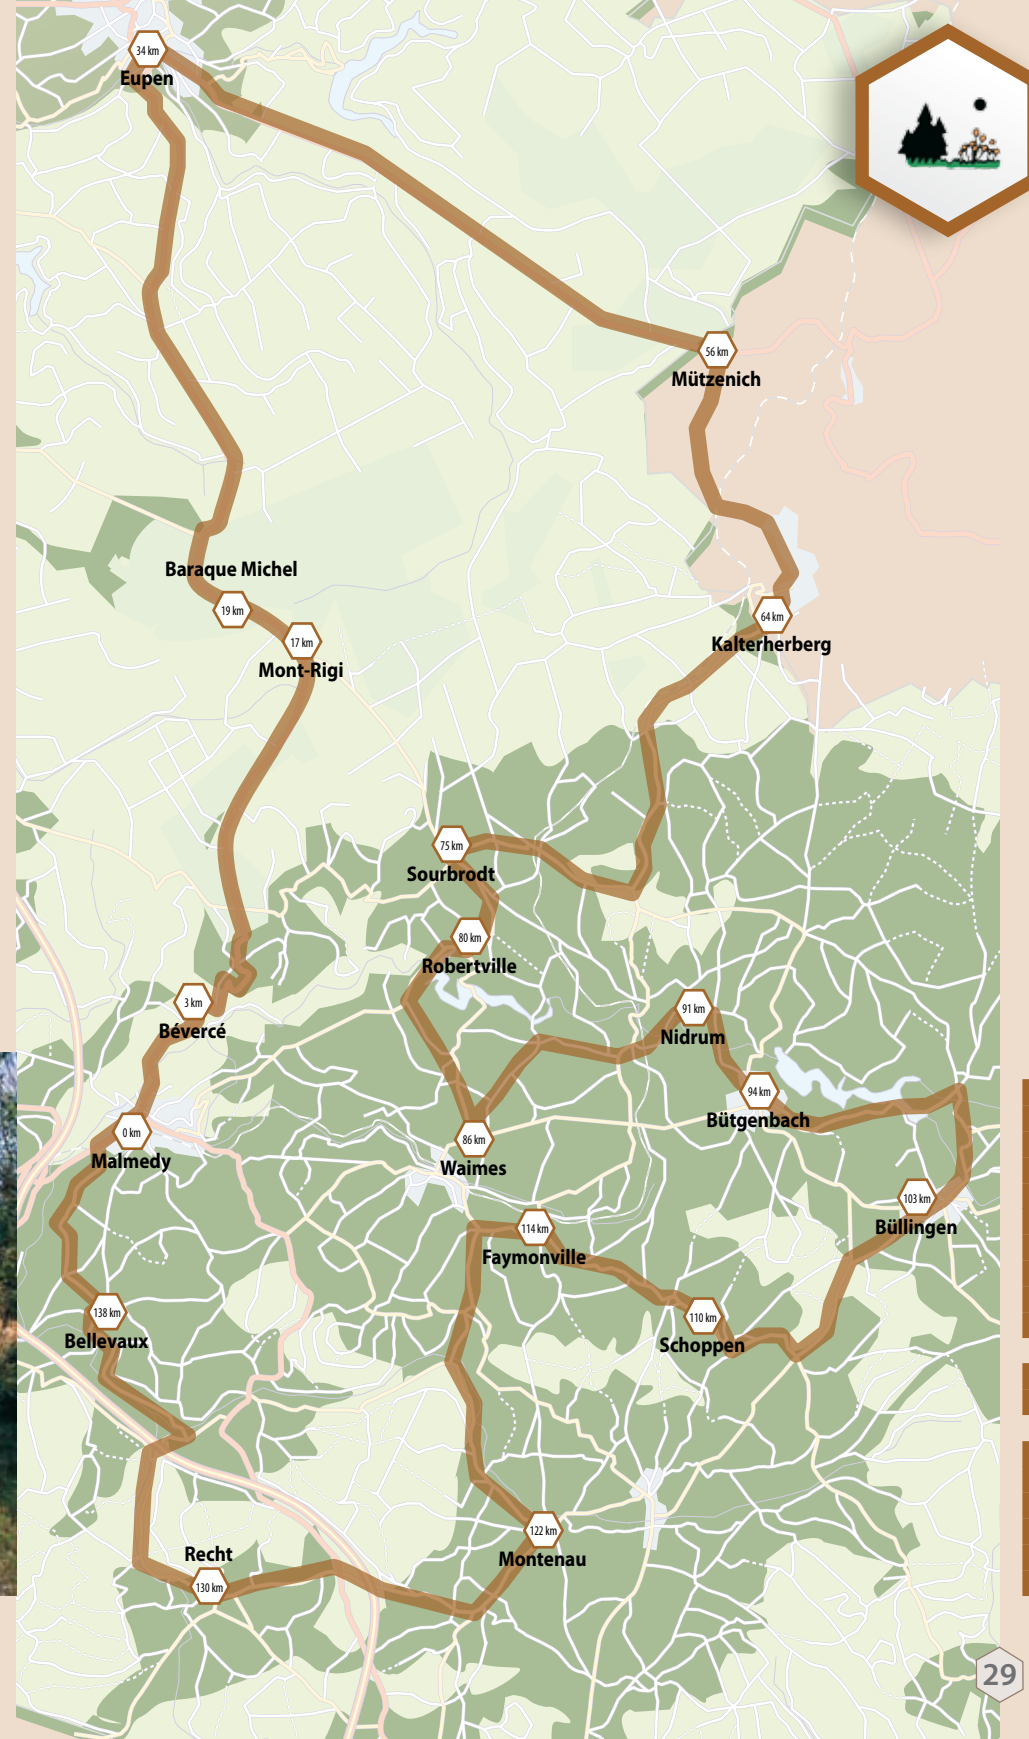 34 km
Eupen
56 km
Mützenich
Baraque Michel
19 km
17 km
Mont-Rigi
64 km
Kalterherberg
75 km
Sourbrodt
80 km
Robertville
3 km
Bévercé
91 km
Nidrum
94 km
Bütgenbach
0 km
Malmedy
86 km
Waimes
103 km
Büllingen
114 km
Faymonville
138 km
Bellevaux
110 km
Schoppen
122 km
Montenau
Recht
130 km
29